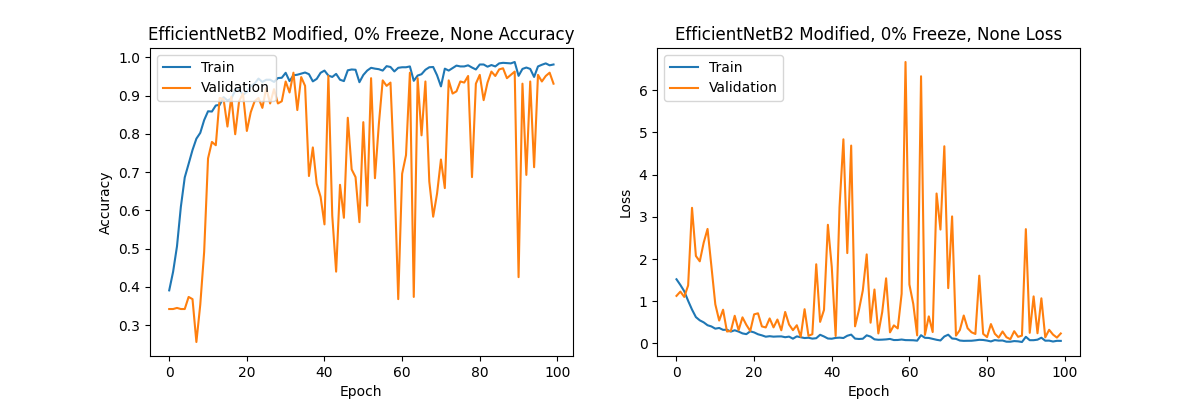 EfficientNetB2 Modified, 0% Freeze, None Accuracy
Train
Validation
1.0
0.9
0.8
0.7
0.6
0.5
0.4
0.3
Accuracy
0
20
40
60
80
100
Epoch
EfficientNetB2 Modified, 0% Freeze, None Loss
Train
Validation
6
5
4
3
2
1
0
Loss
0
20
40
60
80
100
Epoch